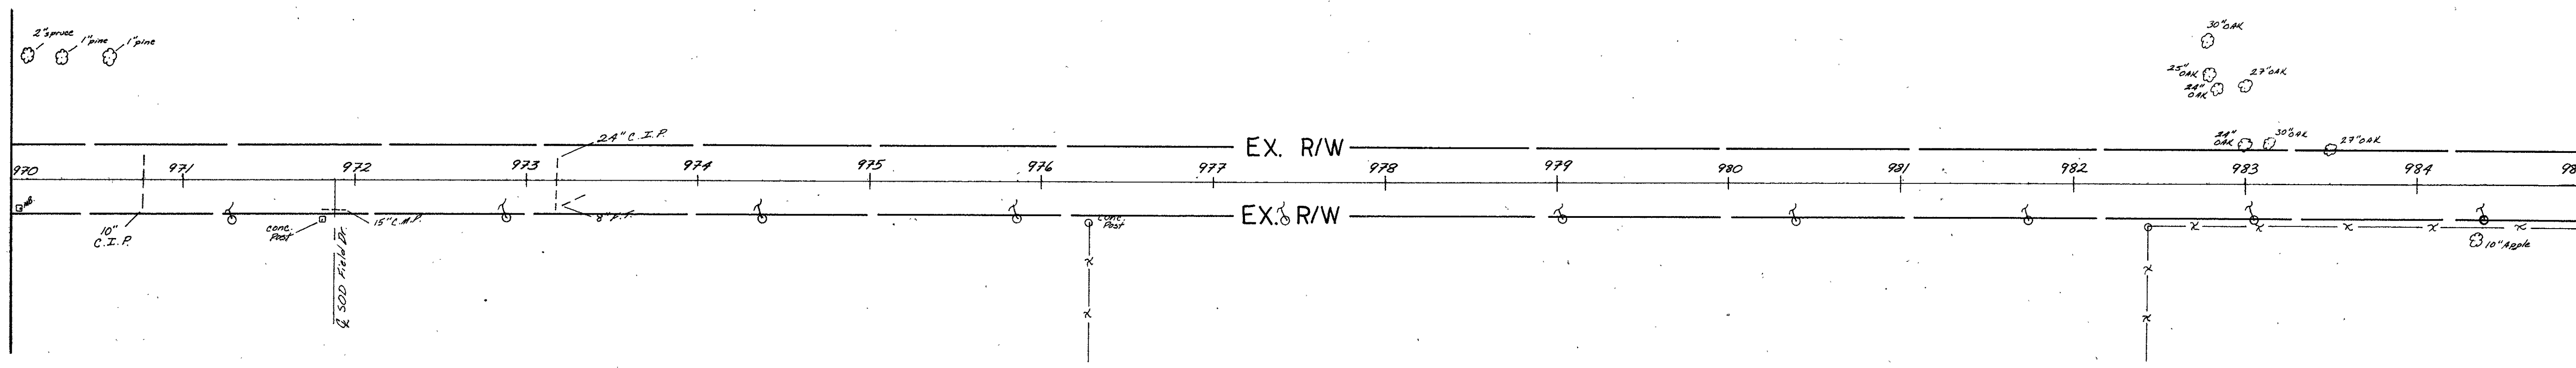 2" spruce
1" pine
1" pine
30" OAK
25"
OAK
27" OAK
24"
OAK
24" C.I.P.
EX. R/W
24"
OAK
30" OAK
27" OAK
970
971
972
973
974
975
976
977
978
979
980
981
982
983
984
98
10"
C.I.P.
conc.
Post
15" C.M.P.
℄ SOD Field Dr.
conc.
Post
EX. R/W
x
x
x
x
x
x
x
x
x
10" Apple